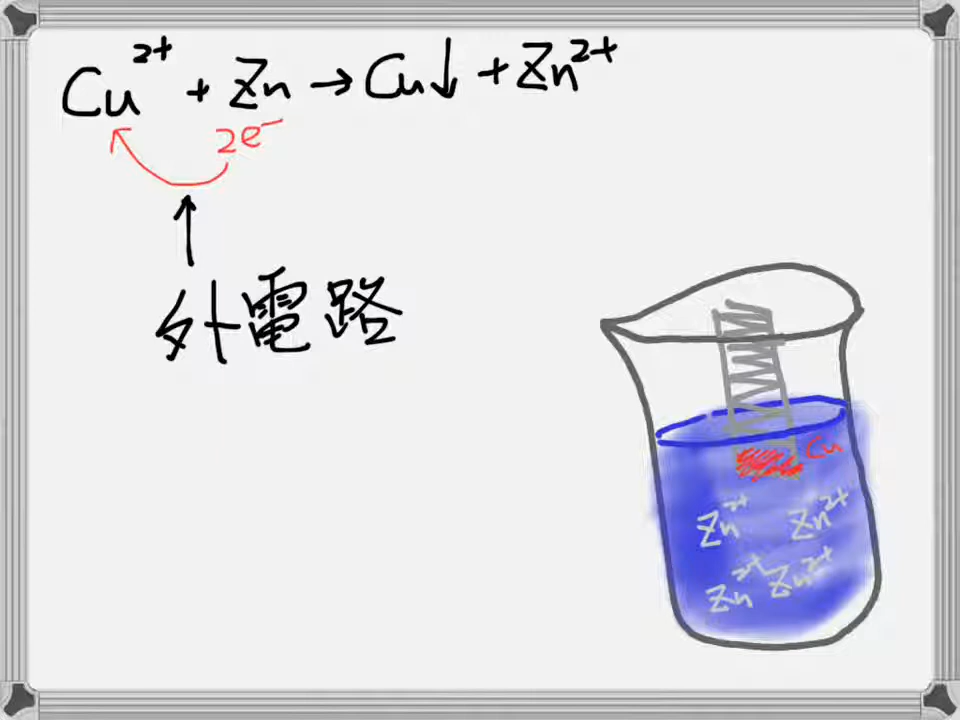 Cu²⁺ + Zn → Cu↓ + Zn²⁺
2e⁻
外電路
Cu
Zn²⁺ Zn²⁺
Zn²⁺ Zn²⁺